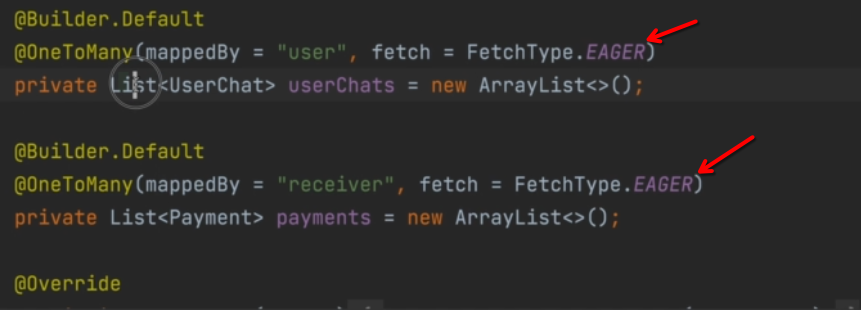 @Builder.Default
@OneToMany(mappedBy = "user", fetch = FetchType.EAGER)
private List<UserChat> userChats = new ArrayList<>();
@Builder.Default
@OneToMany(mappedBy = "receiver", fetch = FetchType.EAGER)
private List<Payment> payments = new ArrayList<>();
@Override